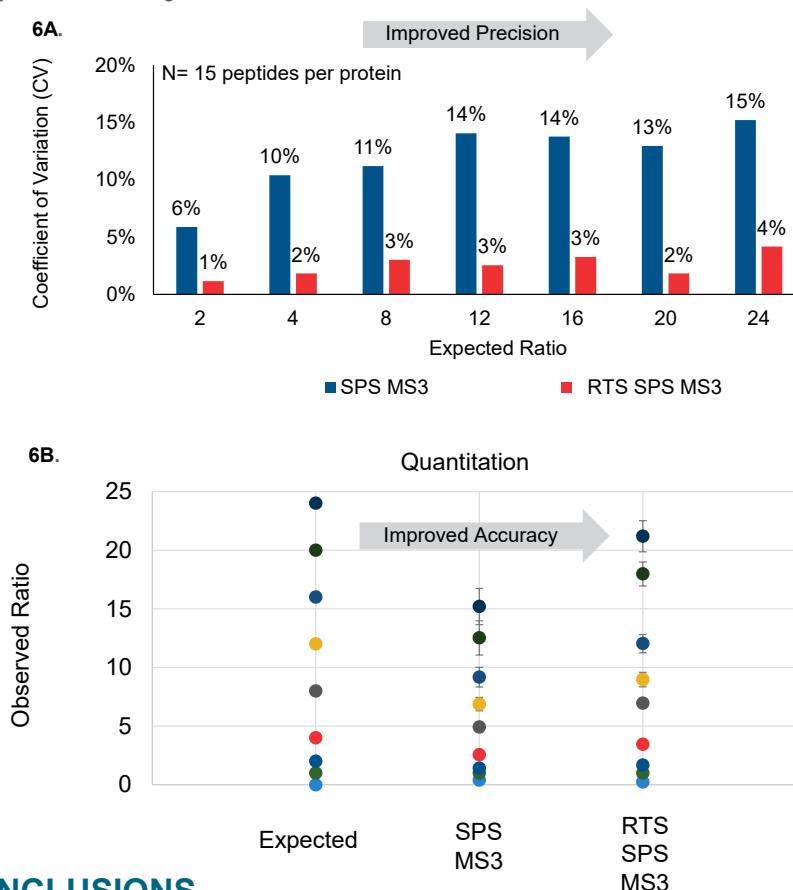 6A.
Improved Precision
Coefficient of Variation (CV)
N= 15 peptides per protein
20%
15%
10%
5%
0%
6%
1%
10%
2%
11%
3%
14%
3%
14%
3%
13%
2%
15%
4%
2 4 8 12 16 20 24
Expected Ratio
SPS MS3 RTS SPS MS3
6B.
Quantitation
Improved Accuracy
Observed Ratio
25
20
15
10
5
0
Expected
SPS
MS3
RTS
SPS
MS3
NCLUSIONS